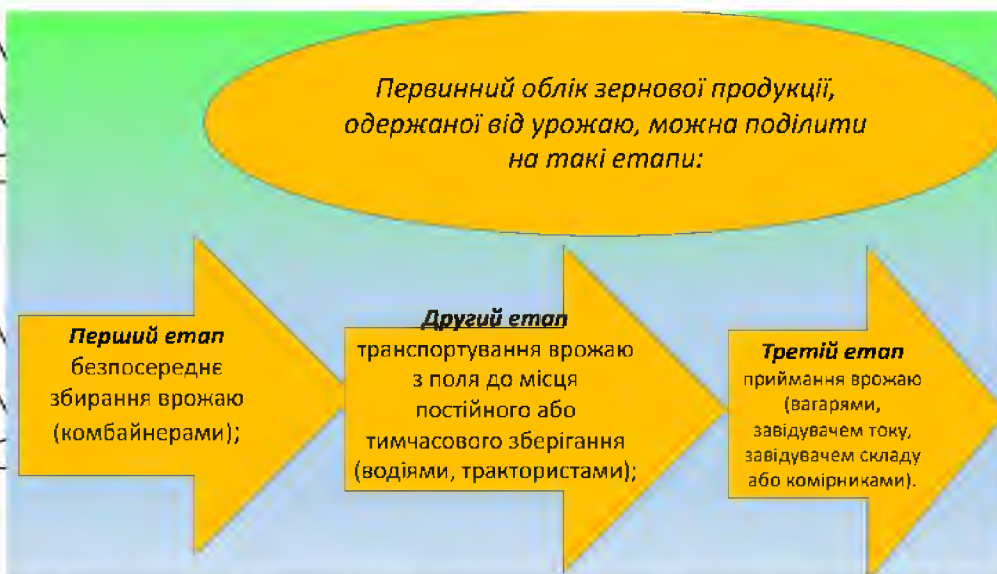 Первинний облік зернової продукції,
одержаної від урожаю, можна поділити
на такі етапи:
Перший етап
безпосереднє
збирання врожаю
(комбайнерами);
Другий етап
транспортування врожаю
з поля до місця
постійного або
тимчасового зберігання
(водіями, трактористами);
Третій етап
приймання врожаю
(вагарями,
завідувачем току,
завідувачем складу
або комірниками).